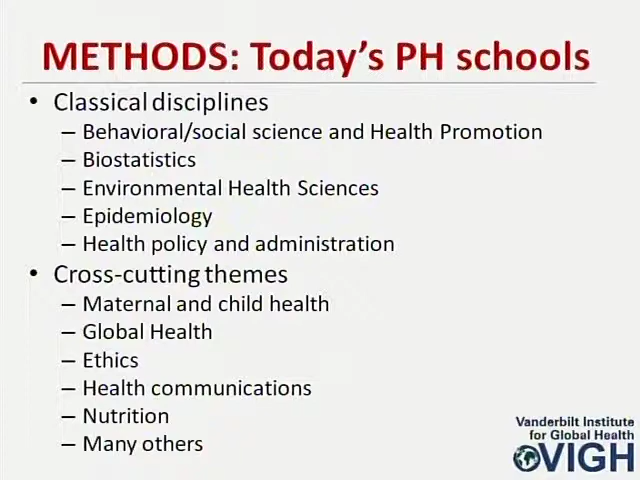 METHODS: Today's PH schools
• Classical disciplines
– Behavioral/social science and Health Promotion
– Biostatistics
– Environmental Health Sciences
– Epidemiology
– Health policy and administration
• Cross-cutting themes
– Maternal and child health
– Global Health
– Ethics
– Health communications
– Nutrition
– Many others
Vanderbilt Institute
for Global Health
VIGH